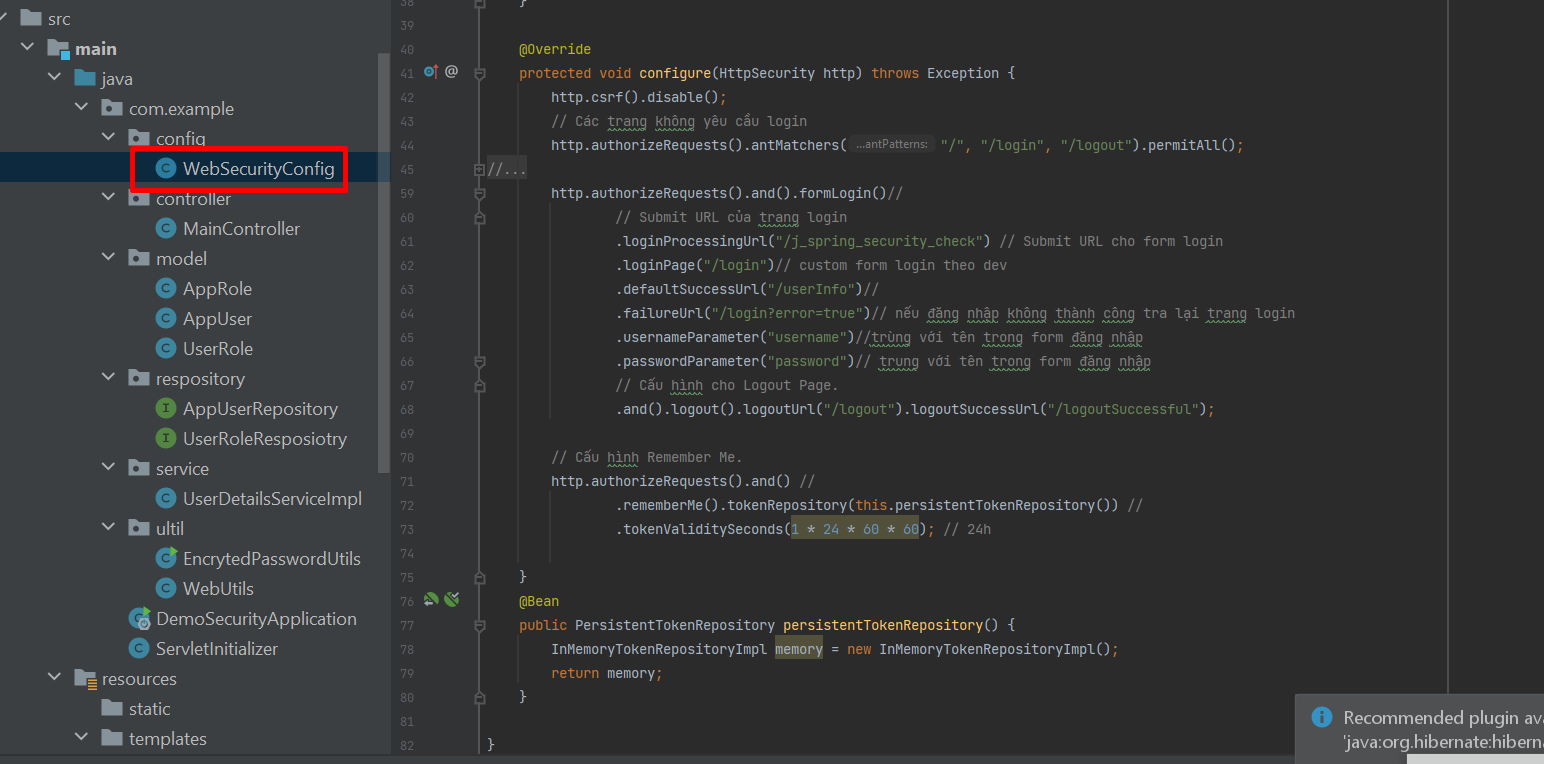 src
main
java
com.example
config
WebSecurityConfig
controller
MainController
model
AppRole
AppUser
UserRole
respository
AppUserRepository
UserRoleResposiotry
service
UserDetailsServiceImpl
ultil
EncrytedPasswordUtils
WebUtils
DemoSecurityApplication
ServletInitializer
resources
static
templates
38 }
39
40 @Override
41 @ protected void configure(HttpSecurity http) throws Exception {
42 http.csrf().disable();
43 // Các trang không yêu cầu login
44 http.authorizeRequests().antMatchers( ...antPatterns: "/", "/login", "/logout").permitAll();
45 //...
59 http.authorizeRequests().and().formLogin()//
60 // Submit URL của trang login
61 .loginProcessingUrl("/j_spring_security_check") // Submit URL cho form login
62 .loginPage("/login")// custom form login theo dev
63 .defaultSuccessUrl("/userInfo")//
64 .failureUrl("/login?error=true")// nếu đăng nhập không thành công tra lại trang login
65 .usernameParameter("username")//trùng với tên trong form đăng nhập
66 .passwordParameter("password")// trung với tên trong form đăng nhập
67 // Cấu hình cho Logout Page.
68 .and().logout().logoutUrl("/logout").logoutSuccessUrl("/logoutSuccessful");
69
70 // Cấu hình Remember Me.
71 http.authorizeRequests().and() //
72 .rememberMe().tokenRepository(this.persistentTokenRepository()) //
73 .tokenValiditySeconds(1 * 24 * 60 * 60); // 24h
74
75 }
76 @Bean
77 public PersistentTokenRepository persistentTokenRepository() {
78 InMemoryTokenRepositoryImpl memory = new InMemoryTokenRepositoryImpl();
79 return memory;
80 }
81
82 }
Recommended plugin ava
'java:org.hibernate:hiberna